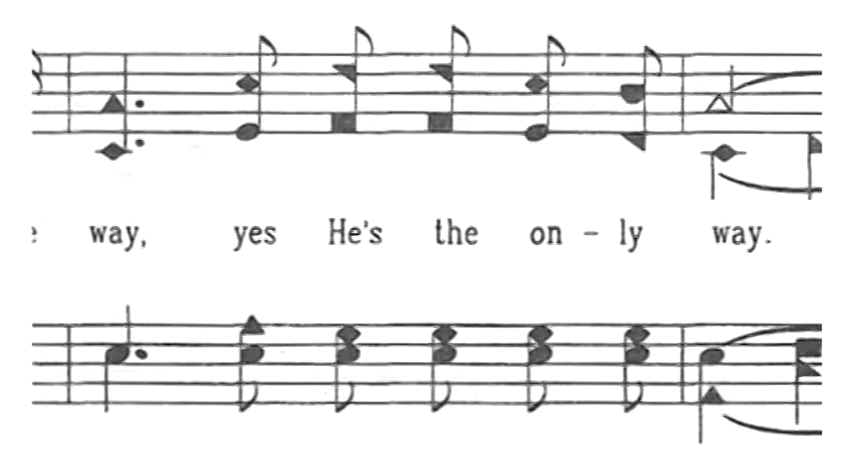 way, yes He's the on - ly way.